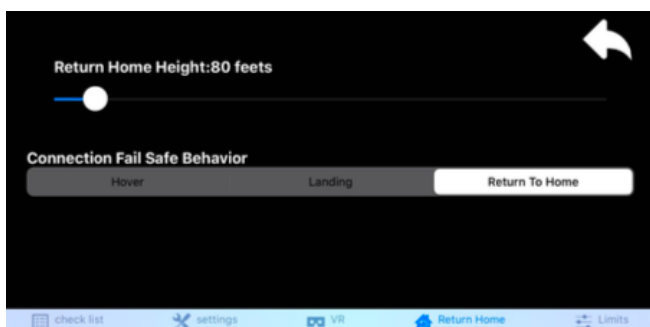 Return Home Height:80 feets
Connection Fail Safe Behavior
Hover Landing Return To Home
check list settings VR Return Home Limits